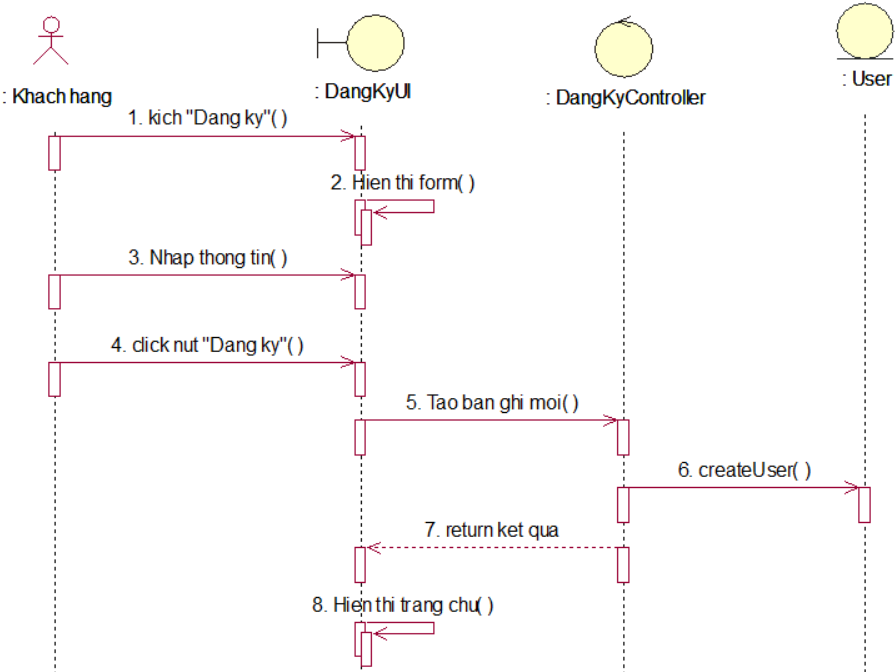 : Khach hang
: DangKyUI
: DangKyController
: User
1. kich "Dang ky"( )
2. Hien thi form( )
3. Nhap thong tin( )
4. click nut "Dang ky"( )
5. Tao ban ghi moi( )
6. createUser( )
7. return ket qua
8. Hien thi trang chu( )